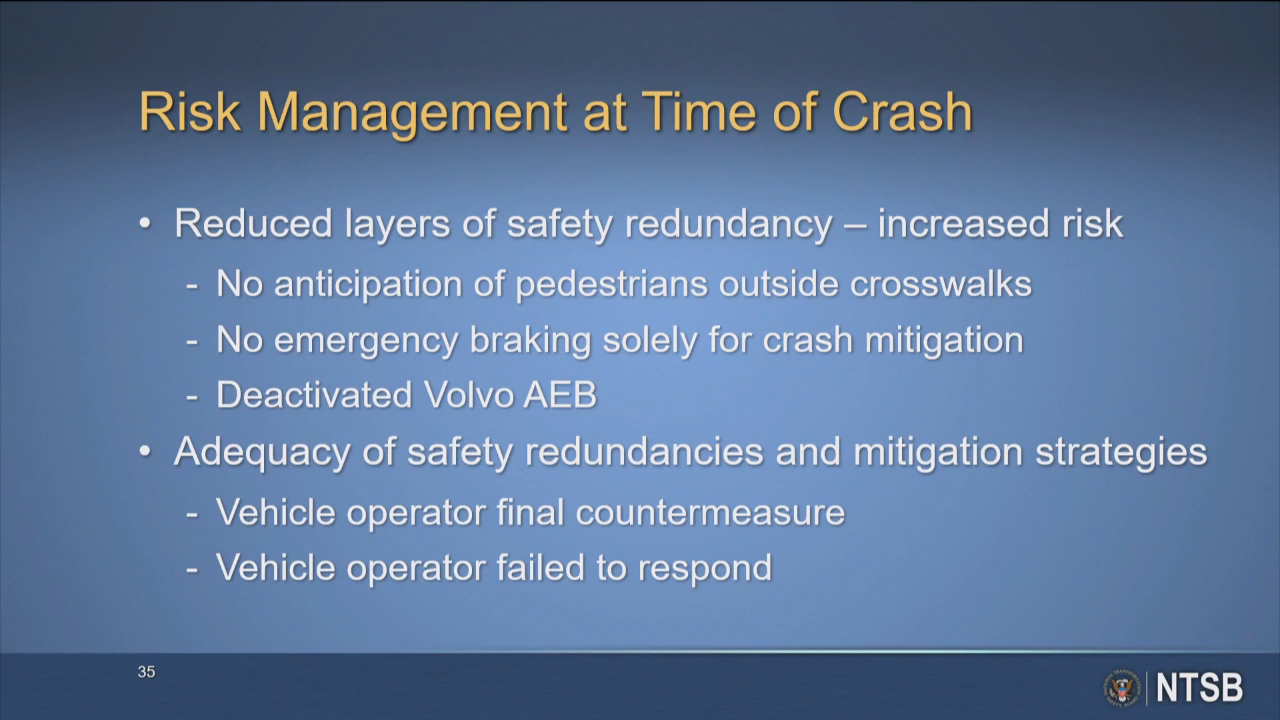 Risk Management at Time of Crash
• Reduced layers of safety redundancy – increased risk
- No anticipation of pedestrians outside crosswalks
- No emergency braking solely for crash mitigation
- Deactivated Volvo AEB
• Adequacy of safety redundancies and mitigation strategies
- Vehicle operator final countermeasure
- Vehicle operator failed to respond
35
NTSB